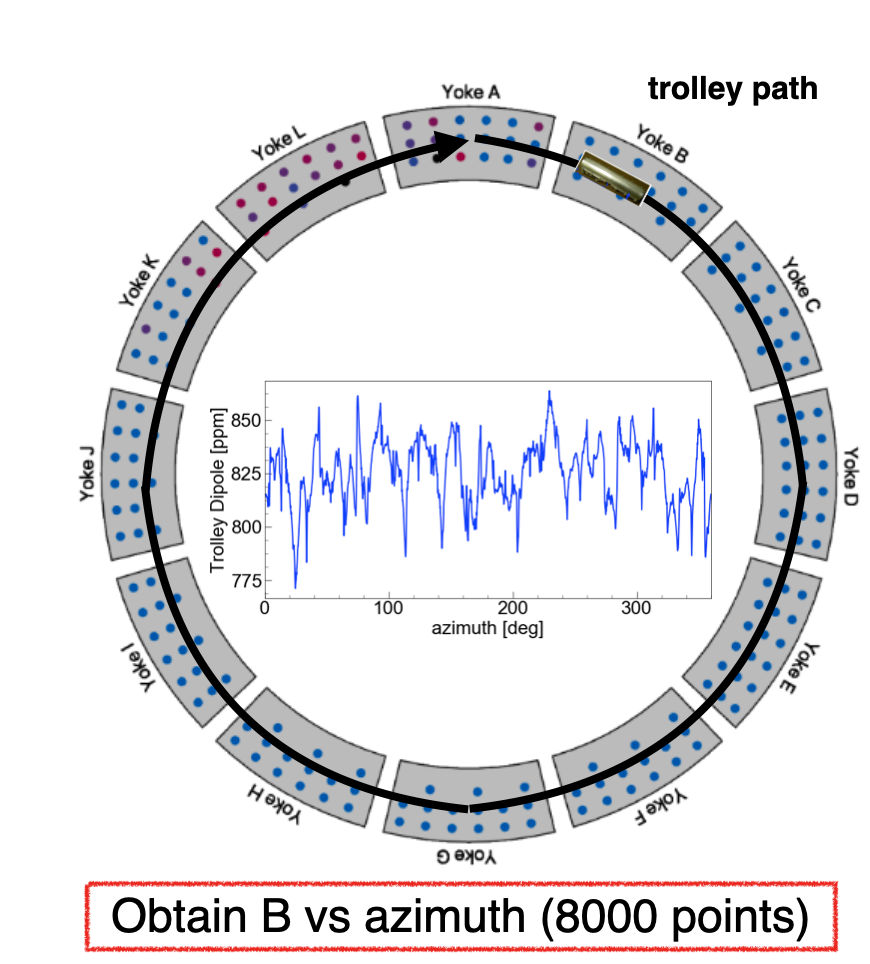 trolley path
Yoke A
Yoke B
Yoke C
Yoke D
Yoke E
Yoke F
Yoke G
Yoke H
Yoke I
Yoke J
Yoke K
Yoke L
Trolley Dipole [ppm]
850
825
800
775
0 100 200 300
azimuth [deg]
Obtain B vs azimuth (8000 points)